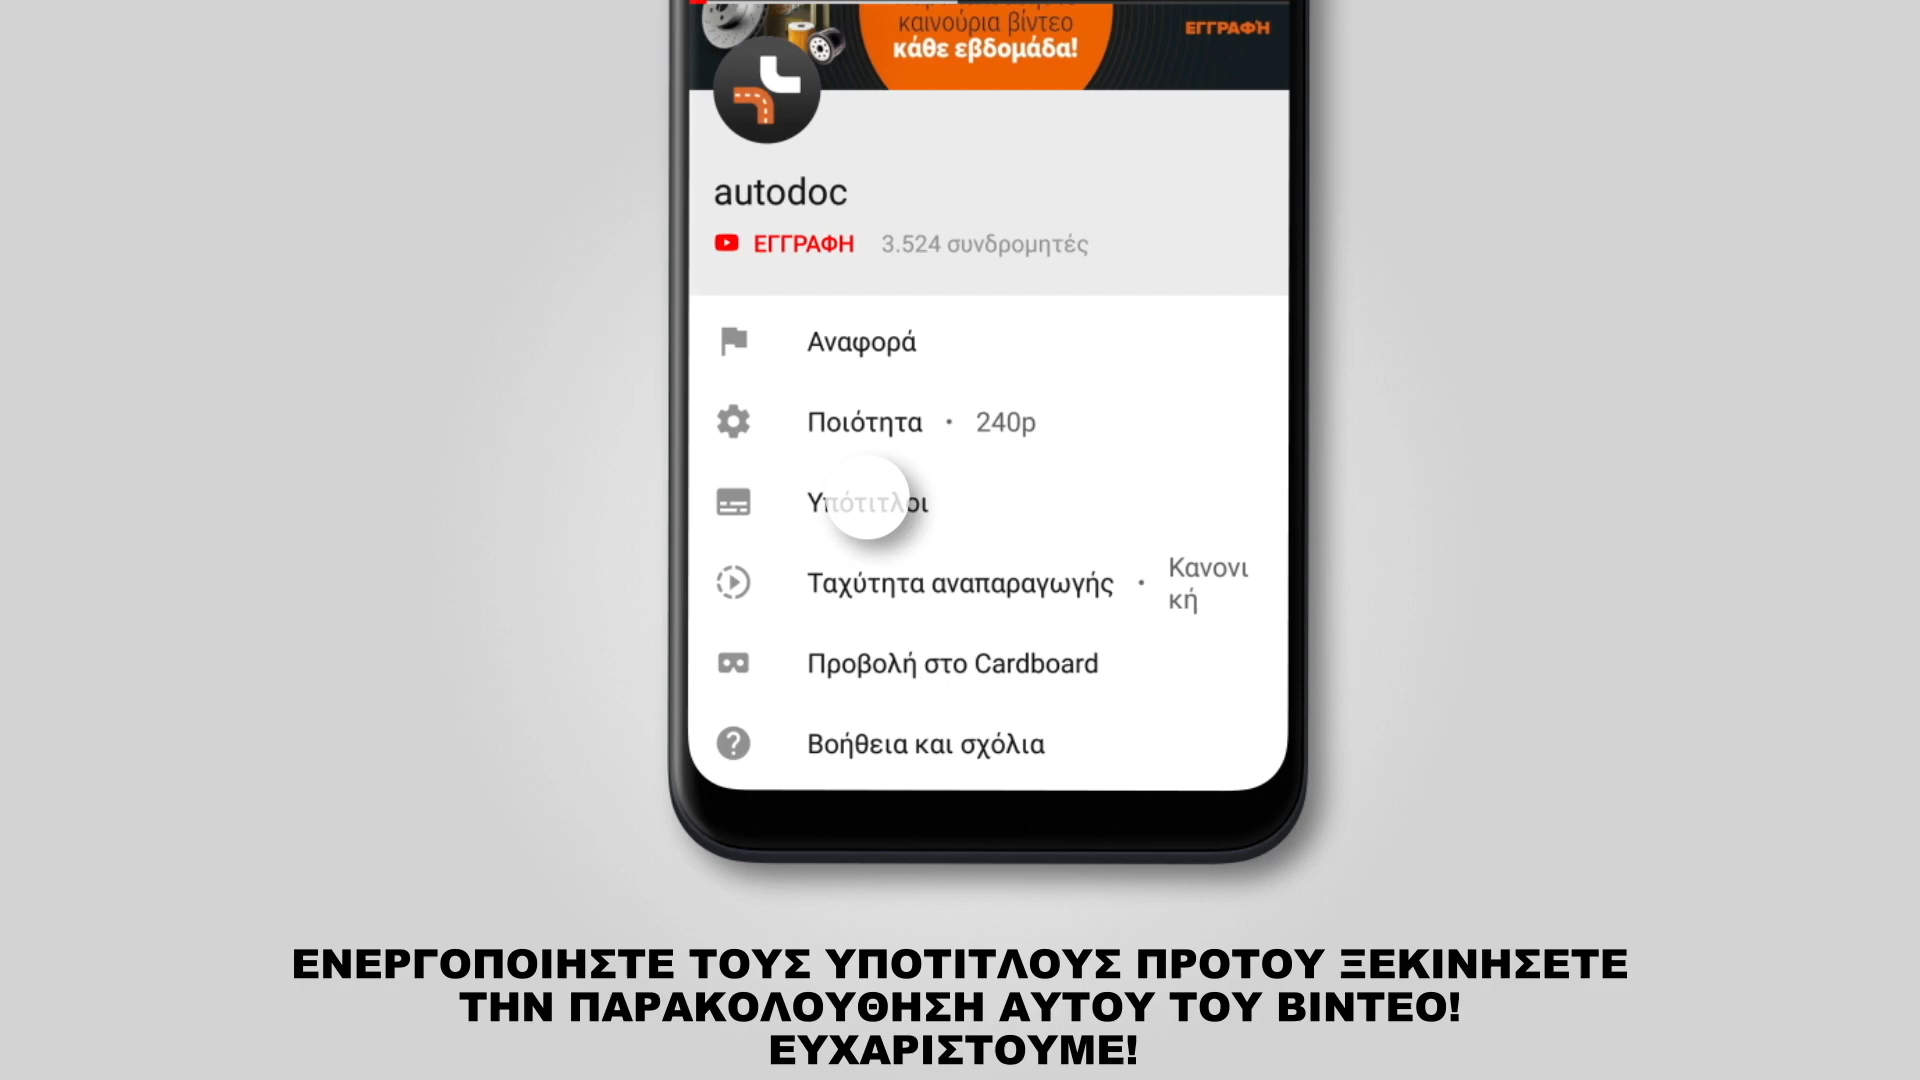 καινούρια βίντεο
κάθε εβδομάδα!
ΕΓΓΡΑΦΉ
autodoc
ΕΓΓΡΑΦΗ 3.524 συνδρομητές
Αναφορά
Ποιότητα • 240p
Υπότιτλοι
Ταχύτητα αναπαραγωγής • Κανονι
κή
Προβολή στο Cardboard
Βοήθεια και σχόλια
ΕΝΕΡΓΟΠΟΙΗΣΤΕ ΤΟΥΣ ΥΠΟΤΙΤΛΟΥΣ ΠΡΟΤΟΥ ΞΕΚΙΝΗΣΕΤΕ
ΤΗΝ ΠΑΡΑΚΟΛΟΥΘΗΣΗ ΑΥΤΟΥ ΤΟΥ ΒΙΝΤΕΟ!
ΕΥΧΑΡΙΣΤΟΥΜΕ!